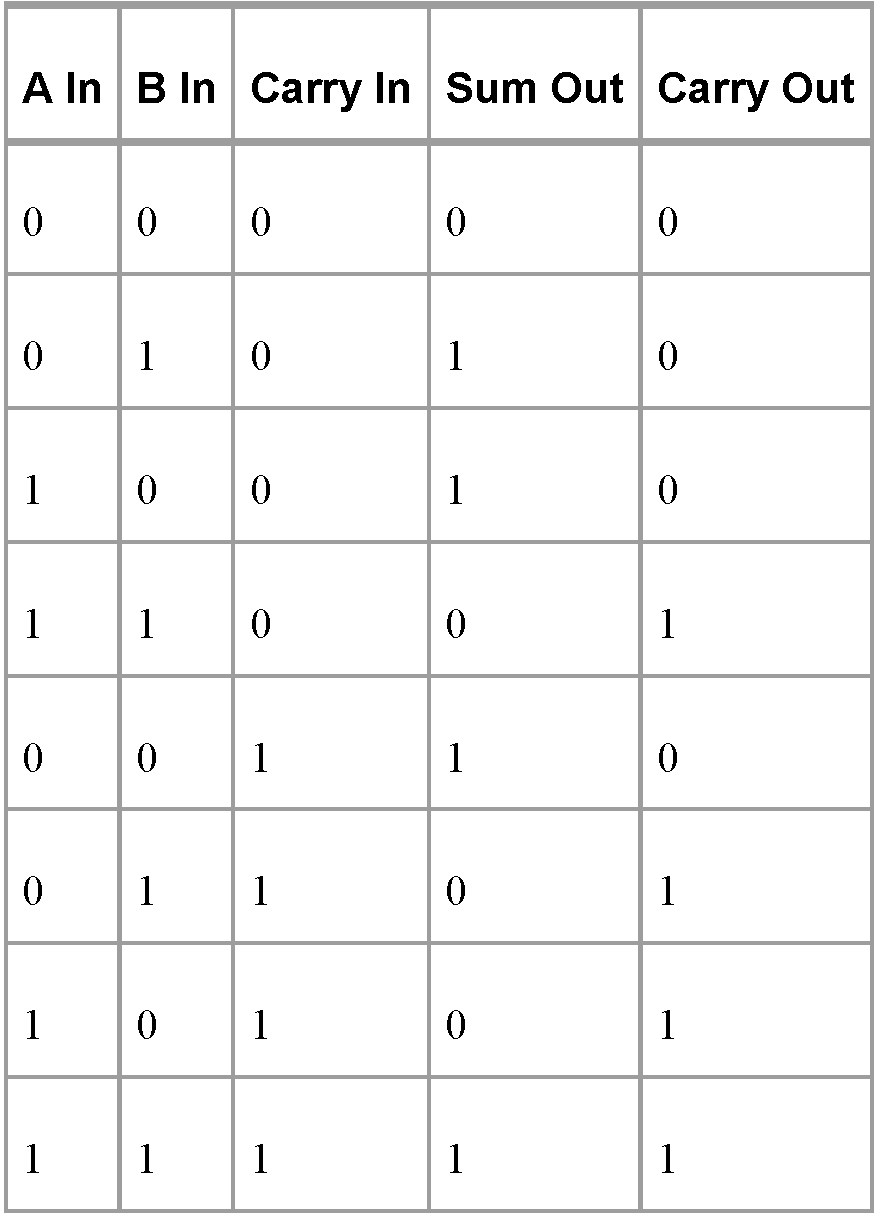 A In B In Carry In Sum Out Carry Out
0 0 0 0 0
0 1 0 1 0
1 0 0 1 0
1 1 0 0 1
0 0 1 1 0
0 1 1 0 1
1 0 1 0 1
1 1 1 1 1